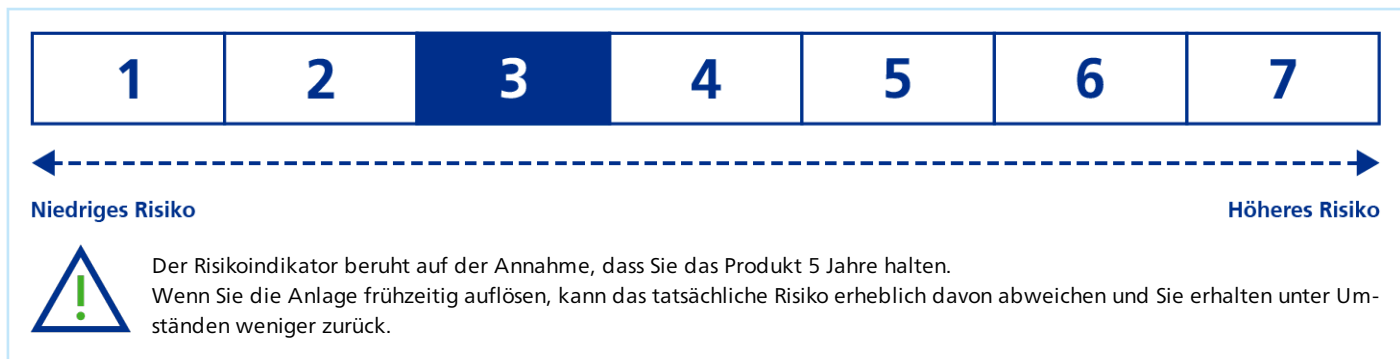 1 2 3 4 5 6 7
Niedriges Risiko Höheres Risiko
Der Risikoindikator beruht auf der Annahme, dass Sie das Produkt 5 Jahre halten.
Wenn Sie die Anlage frühzeitig auflösen, kann das tatsächliche Risiko erheblich davon abweichen und Sie erhalten unter Um-
ständen weniger zurück.